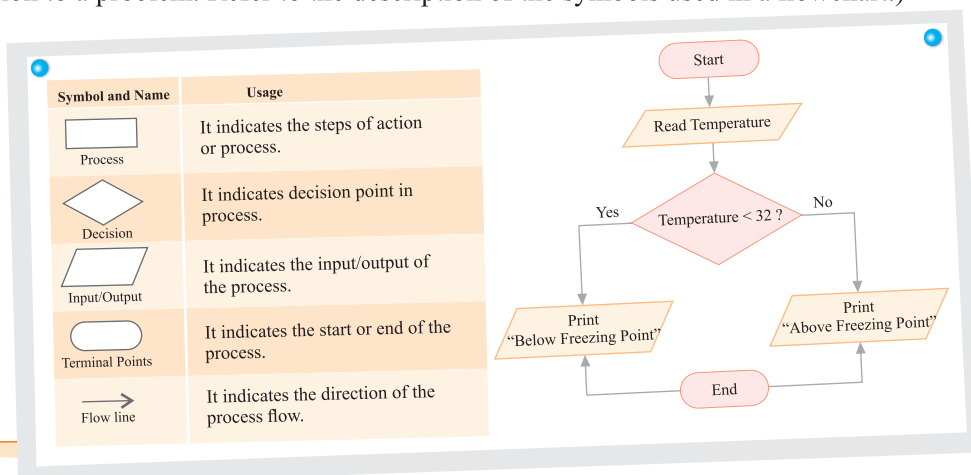 Symbol and Name Usage
It indicates the steps of action
or process.
Process
It indicates decision point in
process.
Decision
It indicates the input/output of
the process.
Input/Output
It indicates the start or end of the
process.
Terminal Points
It indicates the direction of the
process flow.
Flow line
Start
Read Temperature
Temperature < 32 ?
Yes
No
Print
“Below Freezing Point”
Print
“Above Freezing Point”
End